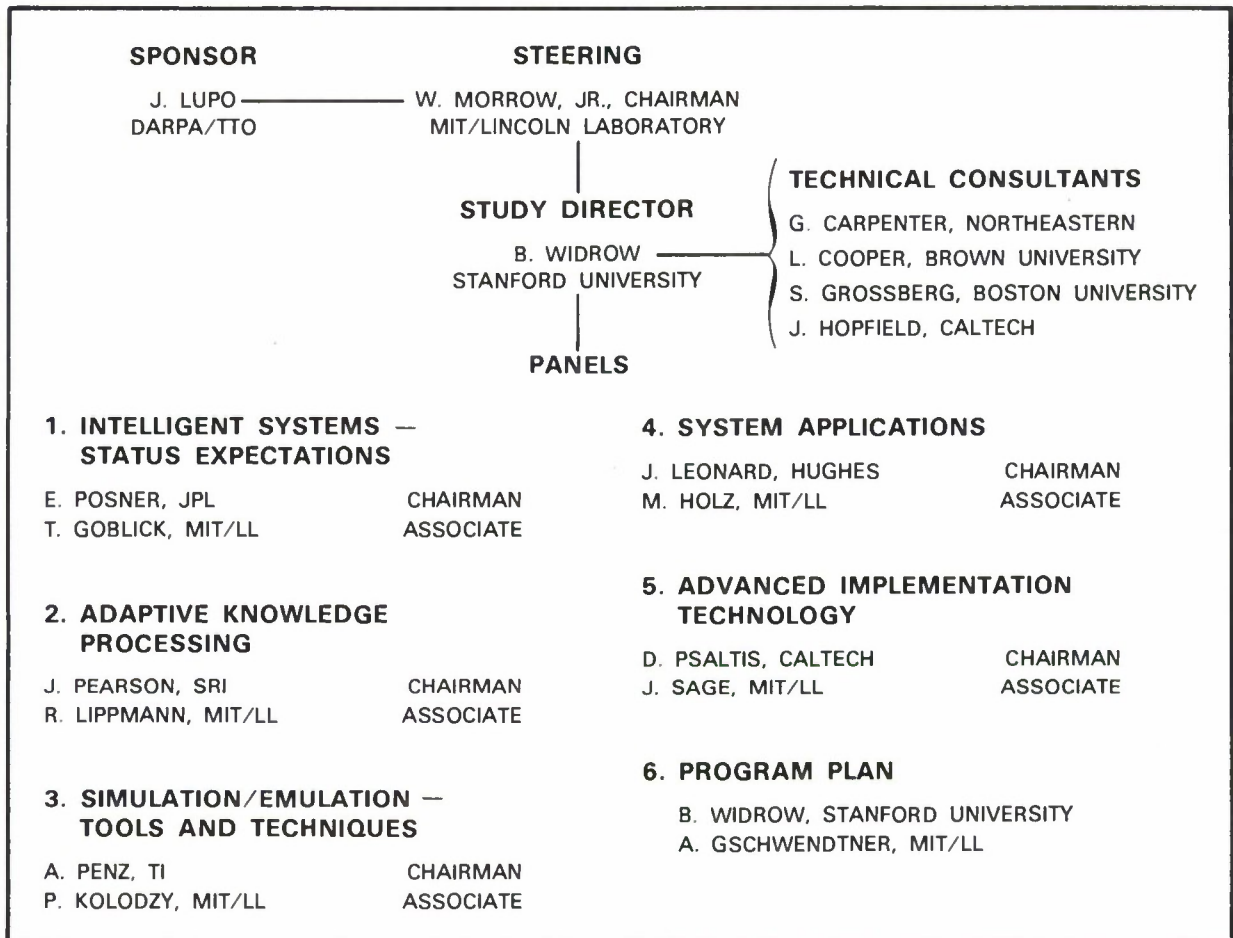 SPONSOR
STEERING
J. LUPO
W. MORROW, JR., CHAIRMAN
DARPA/TTO
MIT/LINCOLN LABORATORY
STUDY DIRECTOR
B. WIDROW
STANFORD UNIVERSITY
TECHNICAL CONSULTANTS
G. CARPENTER, NORTHEASTERN
L. COOPER, BROWN UNIVERSITY
S. GROSSBERG, BOSTON UNIVERSITY
J. HOPFIELD, CALTECH
PANELS
1. INTELLIGENT SYSTEMS —
STATUS EXPECTATIONS
E. POSNER, JPL CHAIRMAN
T. GOBLICK, MIT/LL ASSOCIATE
2. ADAPTIVE KNOWLEDGE
PROCESSING
J. PEARSON, SRI CHAIRMAN
R. LIPPMANN, MIT/LL ASSOCIATE
3. SIMULATION/EMULATION —
TOOLS AND TECHNIQUES
A. PENZ, TI CHAIRMAN
P. KOLODZY, MIT/LL ASSOCIATE
4. SYSTEM APPLICATIONS
J. LEONARD, HUGHES CHAIRMAN
M. HOLZ, MIT/LL ASSOCIATE
5. ADVANCED IMPLEMENTATION
TECHNOLOGY
D. PSALTIS, CALTECH CHAIRMAN
J. SAGE, MIT/LL ASSOCIATE
6. PROGRAM PLAN
B. WIDROW, STANFORD UNIVERSITY
A. GSCHWENDTNER, MIT/LL